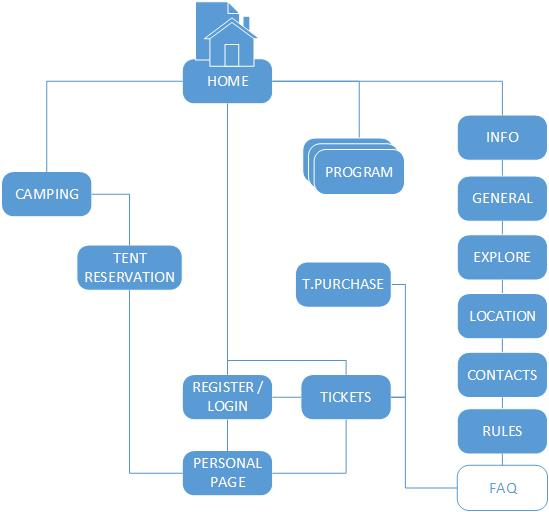 HOME
INFO
PROGRAM
CAMPING
GENERAL
TENT
RESERVATION
EXPLORE
T.PURCHASE
LOCATION
CONTACTS
REGISTER /
LOGIN
TICKETS
RULES
PERSONAL
PAGE
FAQ